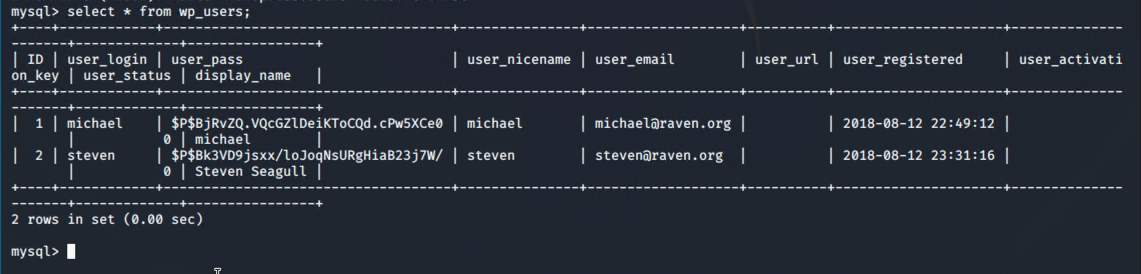 mysql> select * from wp_users;
+----+------------+------------------------------------+---------------+-------------------+----------+---------------------+--------------
-------+-------------+----------------+
| ID | user_login | user_pass                          | user_nicename | user_email        | user_url | user_registered     | user_activati
on_key | user_status | display_name   |
+----+------------+------------------------------------+---------------+-------------------+----------+---------------------+--------------
-------+-------------+----------------+
|  1 | michael    | $P$BjRvZQ.VQcGZlDeiKToCQd.cPw5XCe0 | michael       | michael@raven.org |          | 2018-08-12 22:49:12 |
       |           0 | michael        |
|  2 | steven     | $P$Bk3VD9jsxx/loJoqNsURgHiaB23j7W/ | steven        | steven@raven.org  |          | 2018-08-12 23:31:16 |
       |           0 | Steven Seagull |
+----+------------+------------------------------------+---------------+-------------------+----------+---------------------+--------------
-------+-------------+----------------+
2 rows in set (0.00 sec)
mysql>